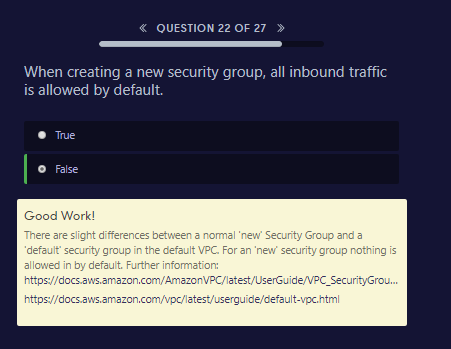 QUESTION 22 OF 27
When creating a new security group, all inbound traffic
is allowed by default.
True
False
Good Work!
There are slight differences between a normal 'new' Security Group and a
'default' security group in the default VPC. For an 'new' security group nothing is
allowed in by default. Further information:
https://docs.aws.amazon.com/AmazonVPC/latest/UserGuide/VPC_SecurityGrou...
https://docs.aws.amazon.com/vpc/latest/userguide/default-vpc.html